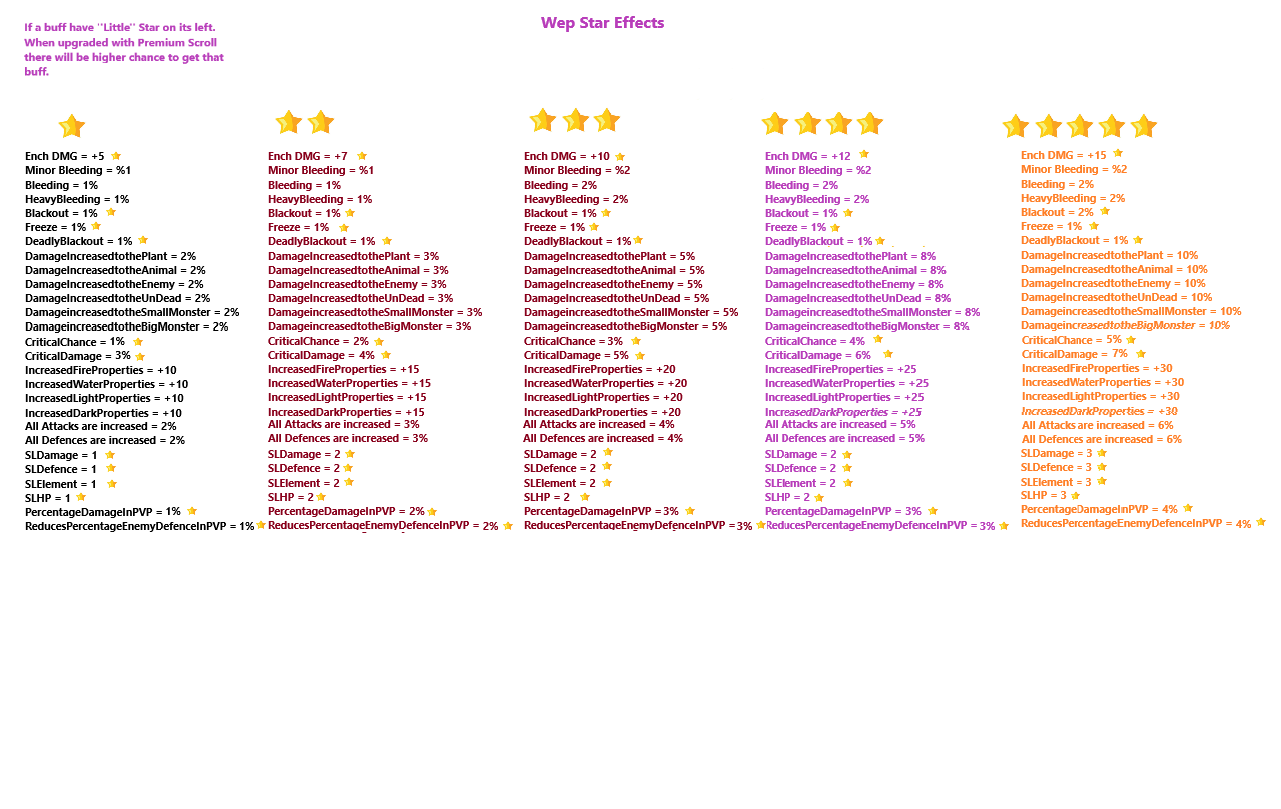 Wep Star Effects
If a buff have "Little" Star on its left.
When upgraded with Premium Scroll
there will be higher chance to get that
buff.
Ench DMG = +5
Minor Bleeding = %1
Bleeding = 1%
HeavyBleeding = 1%
Blackout = 1%
Freeze = 1%
DeadlyBlackout = 1%
DamageIncreasedtothePlant = 2%
DamageIncreasedtotheAnimal = 2%
DamageIncreasedtotheEnemy = 2%
DamageIncreasedtotheUnDead = 2%
DamageincreasedtotheSmallMonster = 2%
DamageincreasedtotheBigMonster = 2%
CriticalChance = 1%
CriticalDamage = 3%
IncreasedFireProperties = +10
IncreasedWaterProperties = +10
IncreasedLightProperties = +10
IncreasedDarkProperties = +10
All Attacks are increased = 2%
All Defences are increased = 2%
SLDamage = 1
SLDefence = 1
SLElement = 1
SLHP = 1
PercentageDamageInPVP = 1%
ReducesPercentageEnemyDefenceInPVP = 1%
Ench DMG = +7
Minor Bleeding = %1
Bleeding = 1%
HeavyBleeding = 1%
Blackout = 1%
Freeze = 1%
DeadlyBlackout = 1%
DamageIncreasedtothePlant = 3%
DamageIncreasedtotheAnimal = 3%
DamageIncreasedtotheEnemy = 3%
DamageIncreasedtotheUnDead = 3%
DamageincreasedtotheSmallMonster = 3%
DamageincreasedtotheBigMonster = 3%
CriticalChance = 2%
CriticalDamage = 4%
IncreasedFireProperties = +15
IncreasedWaterProperties = +15
IncreasedLightProperties = +15
IncreasedDarkProperties = +15
All Attacks are increased = 3%
All Defences are increased = 3%
SLDamage = 2
SLDefence = 2
SLElement = 2
SLHP = 2
PercentageDamageInPVP = 2%
ReducesPercentageEnemyDefenceInPVP = 2%
Ench DMG = +10
Minor Bleeding = %2
Bleeding = 2%
HeavyBleeding = 2%
Blackout = 1%
Freeze = 1%
DeadlyBlackout = 1%
DamageIncreasedtothePlant = 5%
DamageIncreasedtotheAnimal = 5%
DamageIncreasedtotheEnemy = 5%
DamageIncreasedtotheUnDead = 5%
DamageincreasedtotheSmallMonster = 5%
DamageincreasedtotheBigMonster = 5%
CriticalChance = 3%
CriticalDamage = 5%
IncreasedFireProperties = +20
IncreasedWaterProperties = +20
IncreasedLightProperties = +20
IncreasedDarkProperties = +20
All Attacks are increased = 4%
All Defences are increased = 4%
SLDamage = 2
SLDefence = 2
SLElement = 2
SLHP = 2
PercentageDamageInPVP = 3%
ReducesPercentageEnemyDefenceInPVP = 3%
Ench DMG = +12
Minor Bleeding = %2
Bleeding = 2%
HeavyBleeding = 2%
Blackout = 1%
Freeze = 1%
DeadlyBlackout = 1%
DamageIncreasedtothePlant = 8%
DamageIncreasedtotheAnimal = 8%
DamageIncreasedtotheEnemy = 8%
DamageIncreasedtotheUnDead = 8%
DamageincreasedtotheSmallMonster = 8%
DamageincreasedtotheBigMonster = 8%
CriticalChance = 4%
CriticalDamage = 6%
IncreasedFireProperties = +25
IncreasedWaterProperties = +25
IncreasedLightProperties = +25
IncreasedDarkProperties = +25
All Attacks are increased = 5%
All Defences are increased = 5%
SLDamage = 2
SLDefence = 2
SLElement = 2
SLHP = 2
PercentageDamageInPVP = 3%
ReducesPercentageEnemyDefenceInPVP = 3%
Ench DMG = +15
Minor Bleeding = %2
Bleeding = 2%
HeavyBleeding = 2%
Blackout = 2%
Freeze = 1%
DeadlyBlackout = 1%
DamageIncreasedtothePlant = 10%
DamageIncreasedtotheAnimal = 10%
DamageIncreasedtotheEnemy = 10%
DamageIncreasedtotheUnDead = 10%
DamageincreasedtotheSmallMonster = 10%
DamageincreasedtotheBigMonster = 10%
CriticalChance = 5%
CriticalDamage = 7%
IncreasedFireProperties = +30
IncreasedWaterProperties = +30
IncreasedLightProperties = +30
IncreasedDarkProperties = +30
All Attacks are increased = 6%
All Defences are increased = 6%
SLDamage = 3
SLDefence = 3
SLElement = 3
SLHP = 3
PercentageDamageInPVP = 4%
ReducesPercentageEnemyDefenceInPVP = 4%